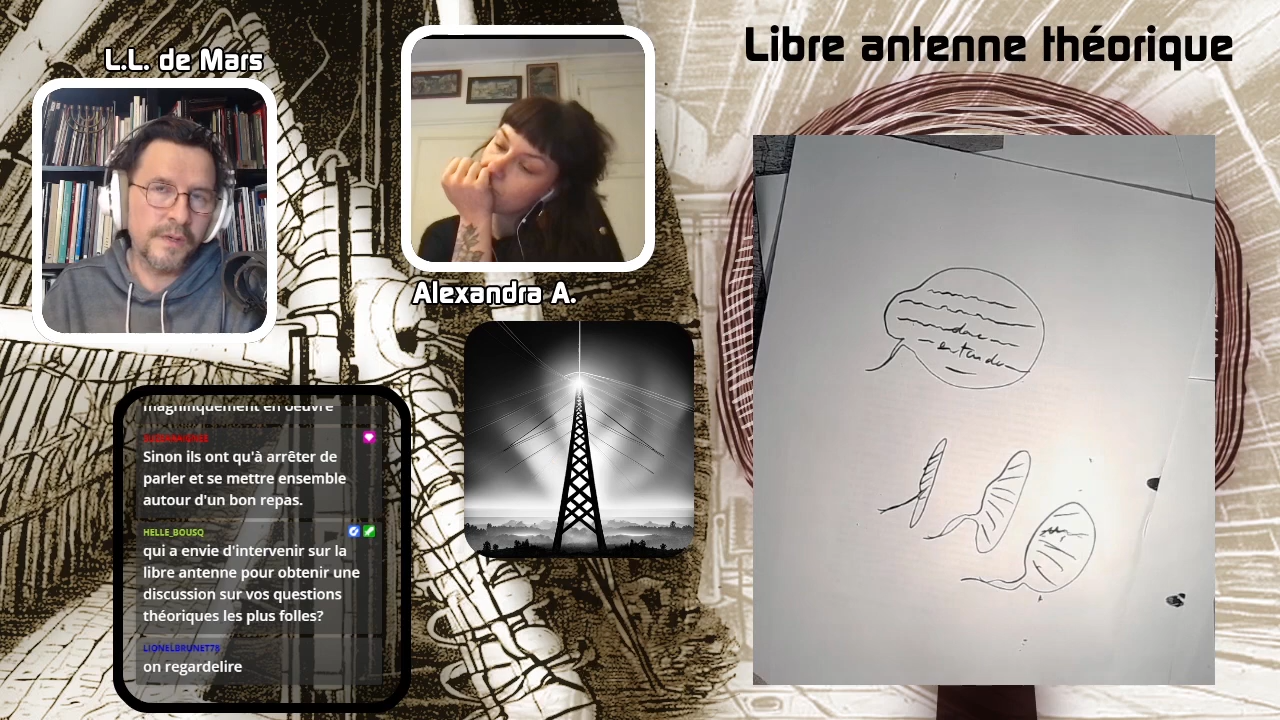 L.L. de Mars
Libre antenne théorique
Alexandra A.
magnifiquement en oeuvre
Sinon ils ont qu'à arrêter de
parler et se mettre ensemble
autour d'un bon repas.
HELLE_BOUSQ
qui a envie d'intervenir sur la
libre antenne pour obtenir une
discussion sur vos questions
théoriques les plus folles?
LIONELBRUNET78
on regardelire